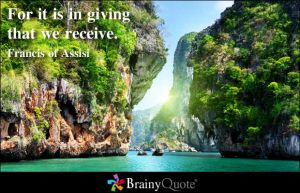 For it is in giving
that we receive.
Francis of Assisi
BrainyQuote